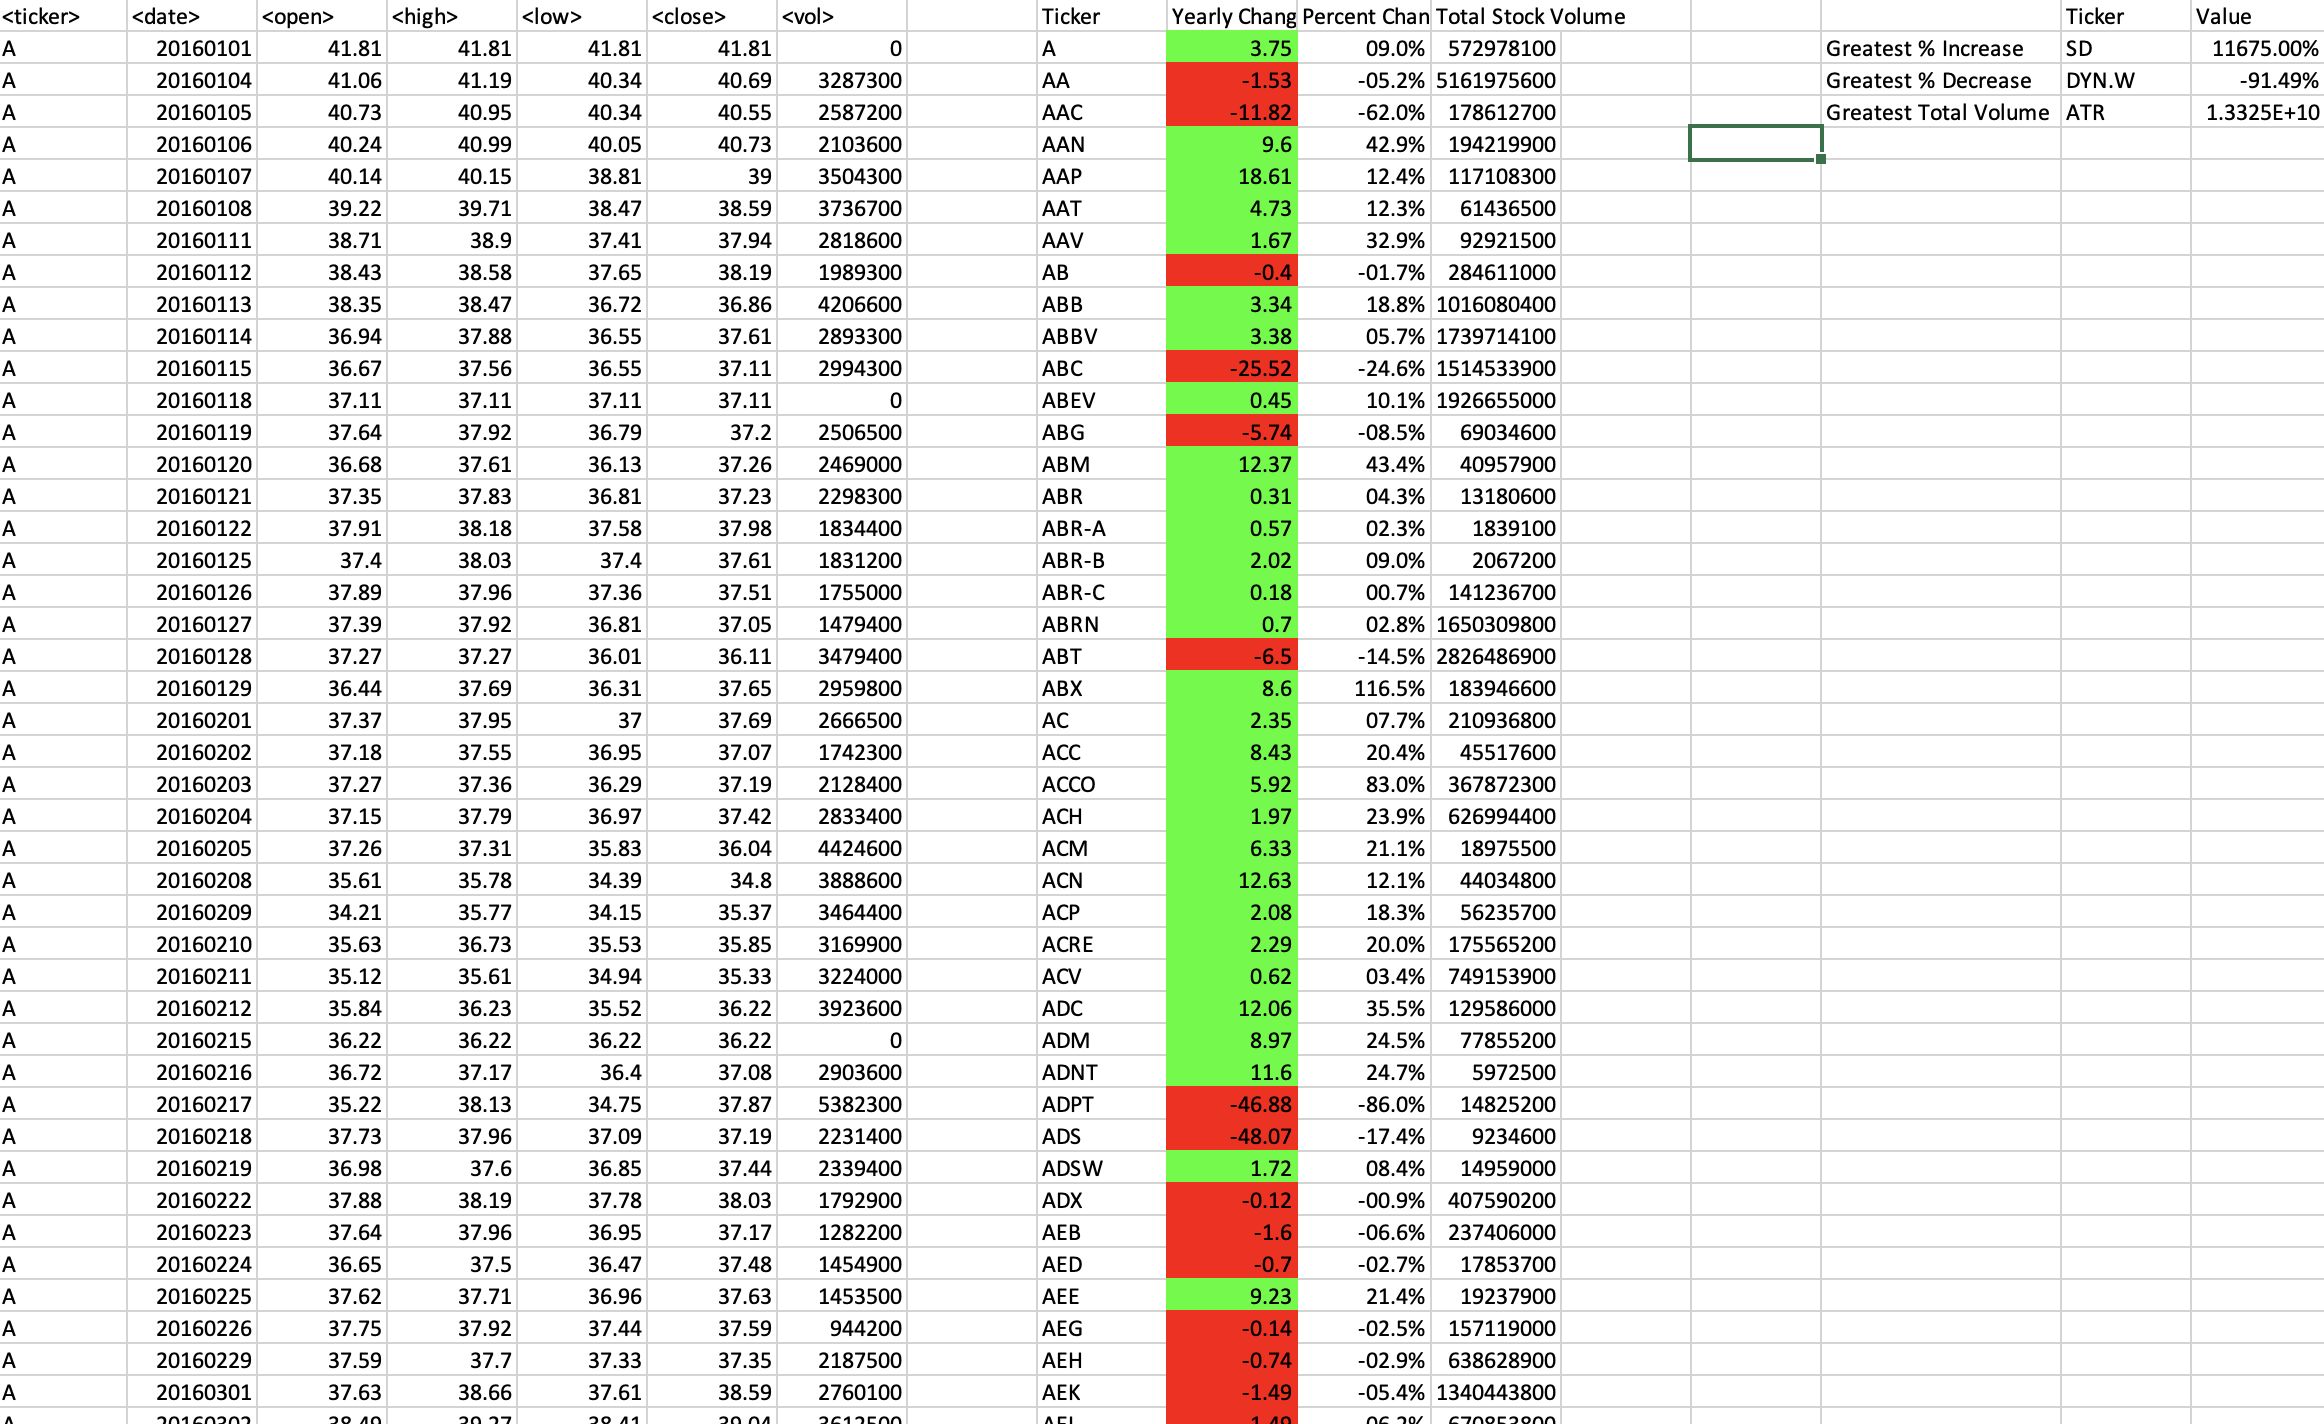 <ticker> <date> <open> <high> <low> <close> <vol> Ticker Yearly Chang Percent Chan Total Stock Volume Ticker Value
A 20160101 41.81 41.81 41.81 41.81 0 A 3.75 09.0% 572978100 Greatest % Increase SD 11675.00%
A 20160104 41.06 41.19 40.34 40.69 3287300 AA -1.53 -05.2% 5161975600 Greatest % Decrease DYN.W -91.49%
A 20160105 40.73 40.95 40.34 40.55 2587200 AAC -11.82 -62.0% 178612700 Greatest Total Volume ATR 1.3325E+10
A 20160106 40.24 40.99 40.05 40.73 2103600 AAN 9.6 42.9% 194219900
A 20160107 40.14 40.15 38.81 39 3504300 AAP 18.61 12.4% 117108300
A 20160108 39.22 39.71 38.47 38.59 3736700 AAT 4.73 12.3% 61436500
A 20160111 38.71 38.9 37.41 37.94 2818600 AAV 1.67 32.9% 92921500
A 20160112 38.43 38.58 37.65 38.19 1989300 AB -0.4 -01.7% 284611000
A 20160113 38.35 38.47 36.72 36.86 4206600 ABB 3.34 18.8% 1016080400
A 20160114 36.94 37.88 36.55 37.61 2893300 ABBV 3.38 05.7% 1739714100
A 20160115 36.67 37.56 36.55 37.11 2994300 ABC -25.52 -24.6% 1514533900
A 20160118 37.11 37.11 37.11 37.11 0 ABEV 0.45 10.1% 1926655000
A 20160119 37.64 37.92 36.79 37.2 2506500 ABG -5.74 -08.5% 69034600
A 20160120 36.68 37.61 36.13 37.26 2469000 ABM 12.37 43.4% 40957900
A 20160121 37.35 37.83 36.81 37.23 2298300 ABR 0.31 04.3% 13180600
A 20160122 37.91 38.18 37.58 37.98 1834400 ABR-A 0.57 02.3% 1839100
A 20160125 37.4 38.03 37.4 37.61 1831200 ABR-B 2.02 09.0% 2067200
A 20160126 37.89 37.96 37.36 37.51 1755000 ABR-C 0.18 00.7% 141236700
A 20160127 37.39 37.92 36.81 37.05 1479400 ABRN 0.7 02.8% 1650309800
A 20160128 37.27 37.27 36.01 36.11 3479400 ABT -6.5 -14.5% 2826486900
A 20160129 36.44 37.69 36.31 37.65 2959800 ABX 8.6 116.5% 183946600
A 20160201 37.37 37.95 37 37.69 2666500 AC 2.35 07.7% 210936800
A 20160202 37.18 37.55 36.95 37.07 1742300 ACC 8.43 20.4% 45517600
A 20160203 37.27 37.36 36.29 37.19 2128400 ACCO 5.92 83.0% 367872300
A 20160204 37.15 37.79 36.97 37.42 2833400 ACH 1.97 23.9% 626994400
A 20160205 37.26 37.31 35.83 36.04 4424600 ACM 6.33 21.1% 18975500
A 20160208 35.61 35.78 34.39 34.8 3888600 ACN 12.63 12.1% 44034800
A 20160209 34.21 35.77 34.15 35.37 3464400 ACP 2.08 18.3% 56235700
A 20160210 35.63 36.73 35.53 35.85 3169900 ACRE 2.29 20.0% 175565200
A 20160211 35.12 35.61 34.94 35.33 3224000 ACV 0.62 03.4% 749153900
A 20160212 35.84 36.23 35.52 36.22 3923600 ADC 12.06 35.5% 129586000
A 20160215 36.22 36.22 36.22 36.22 0 ADM 8.97 24.5% 77855200
A 20160216 36.72 37.17 36.4 37.08 2903600 ADNT 11.6 24.7% 5972500
A 20160217 35.22 38.13 34.75 37.87 5382300 ADPT -46.88 -86.0% 14825200
A 20160218 37.73 37.96 37.09 37.19 2231400 ADS -48.07 -17.4% 9234600
A 20160219 36.98 37.6 36.85 37.44 2339400 ADSW 1.72 08.4% 14959000
A 20160222 37.88 38.19 37.78 38.03 1792900 ADX -0.12 -00.9% 407590200
A 20160223 37.64 37.96 36.95 37.17 1282200 AEB -1.6 -06.6% 237406000
A 20160224 36.65 37.5 36.47 37.48 1454900 AED -0.7 -02.7% 17853700
A 20160225 37.62 37.71 36.96 37.63 1453500 AEE 9.23 21.4% 19237900
A 20160226 37.75 37.92 37.44 37.59 944200 AEG -0.14 -02.5% 157119000
A 20160229 37.59 37.7 37.33 37.35 2187500 AEH -0.74 -02.9% 638628900
A 20160301 37.63 38.66 37.61 38.59 2760100 AEK -1.49 -05.4% 1340443800